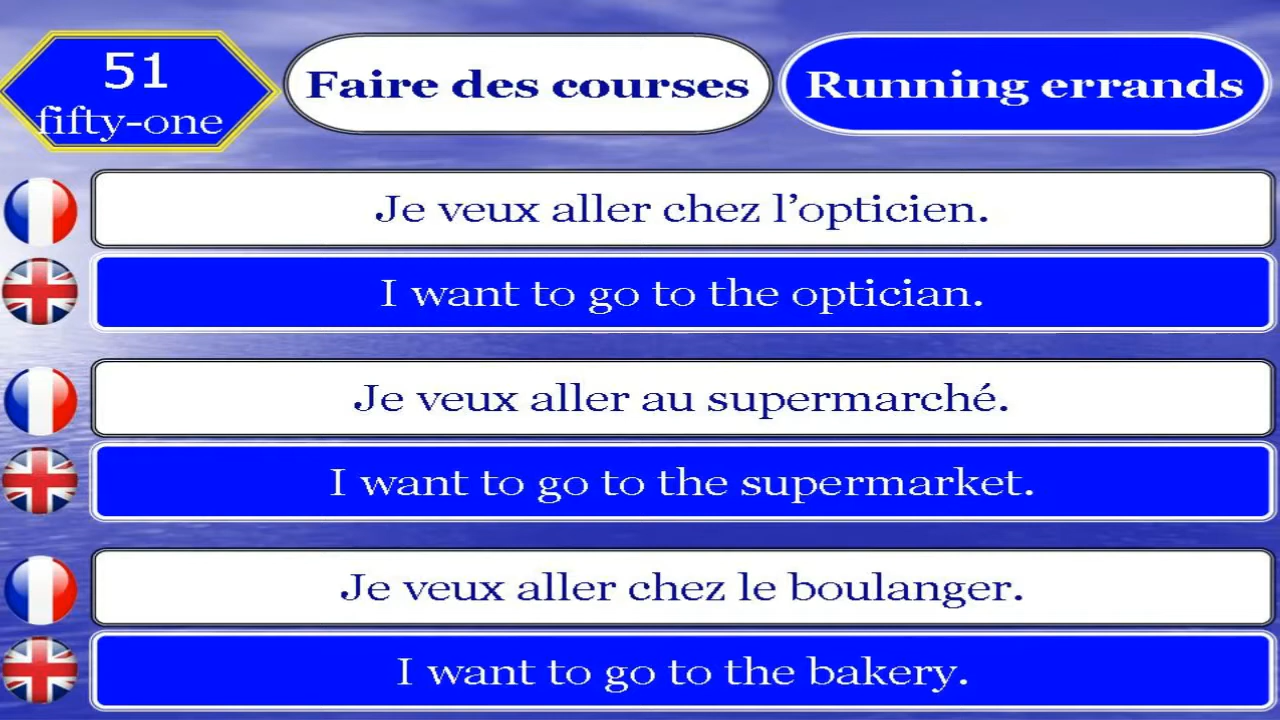 51
fifty-one
Faire des courses
Running errands
Je veux aller chez l’opticien.
I want to go to the optician.
Je veux aller au supermarché.
I want to go to the supermarket.
Je veux aller chez le boulanger.
I want to go to the bakery.